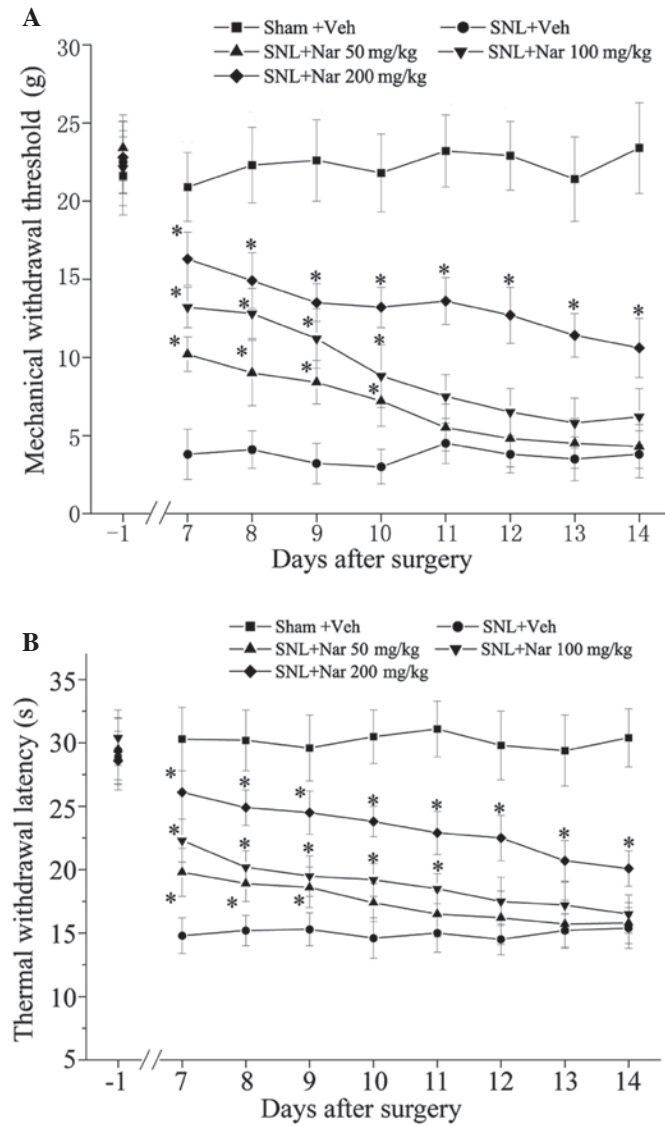 A
Sham +Veh SNL+Veh
SNL+Nar 50 mg/kg SNL+Nar 100 mg/kg
SNL+Nar 200 mg/kg
Mechanical withdrawal threshold (g)
30
25
20
15
10
5
0
* * * * * * * *
* * * *
* * * *
-1 7 8 9 10 11 12 13 14
Days after surgery
B
Sham +Veh SNL+Veh
SNL+Nar 50 mg/kg SNL+Nar 100 mg/kg
SNL+Nar 200 mg/kg
Thermal withdrawal latency (s)
35
30
25
20
15
10
5
* * * * * * * *
* * * * *
* * *
-1 7 8 9 10 11 12 13 14
Days after surgery